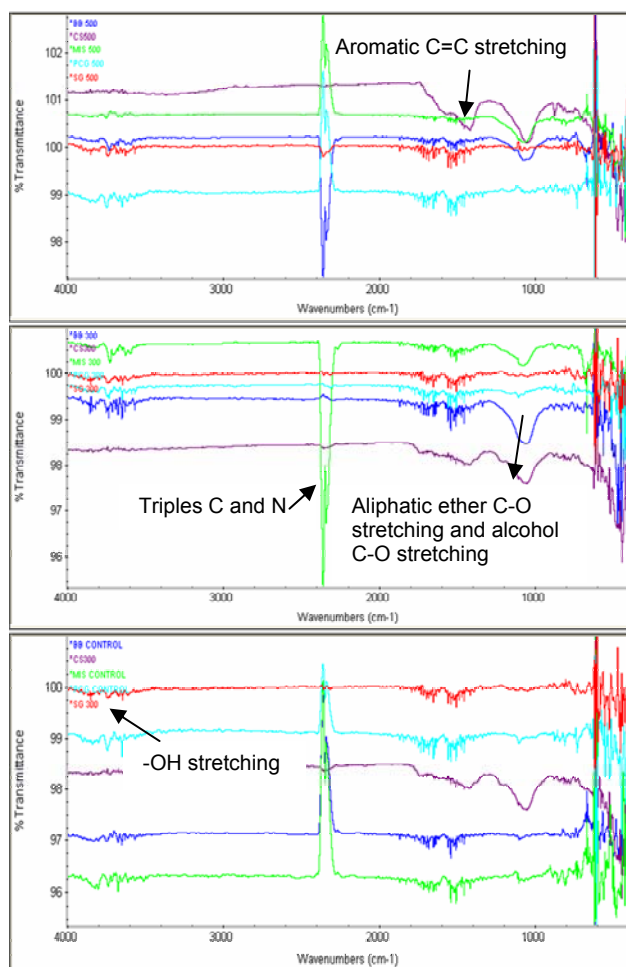 *BB 500
*CS500
*MIS 500
*PCG 500
*SG 500
Aromatic C=C stretching
102
101
100
99
98
% Transmittance
4000
3000
2000
1000
Wavenumbers (cm-1)
*BB 300
*CS300
*MIS 300
*SG 300
100
99
98
97
96
% Transmittance
Triples C and N
Aliphatic ether C-O
stretching and alcohol
C-O stretching
4000
3000
2000
1000
Wavenumbers (cm-1)
*BB CONTROL
*CS300
*MIS CONTROL
*SG 300
100
99
98
97
96
% Transmittance
-OH stretching
4000
3000
2000
1000
Wavenumbers (cm-1)